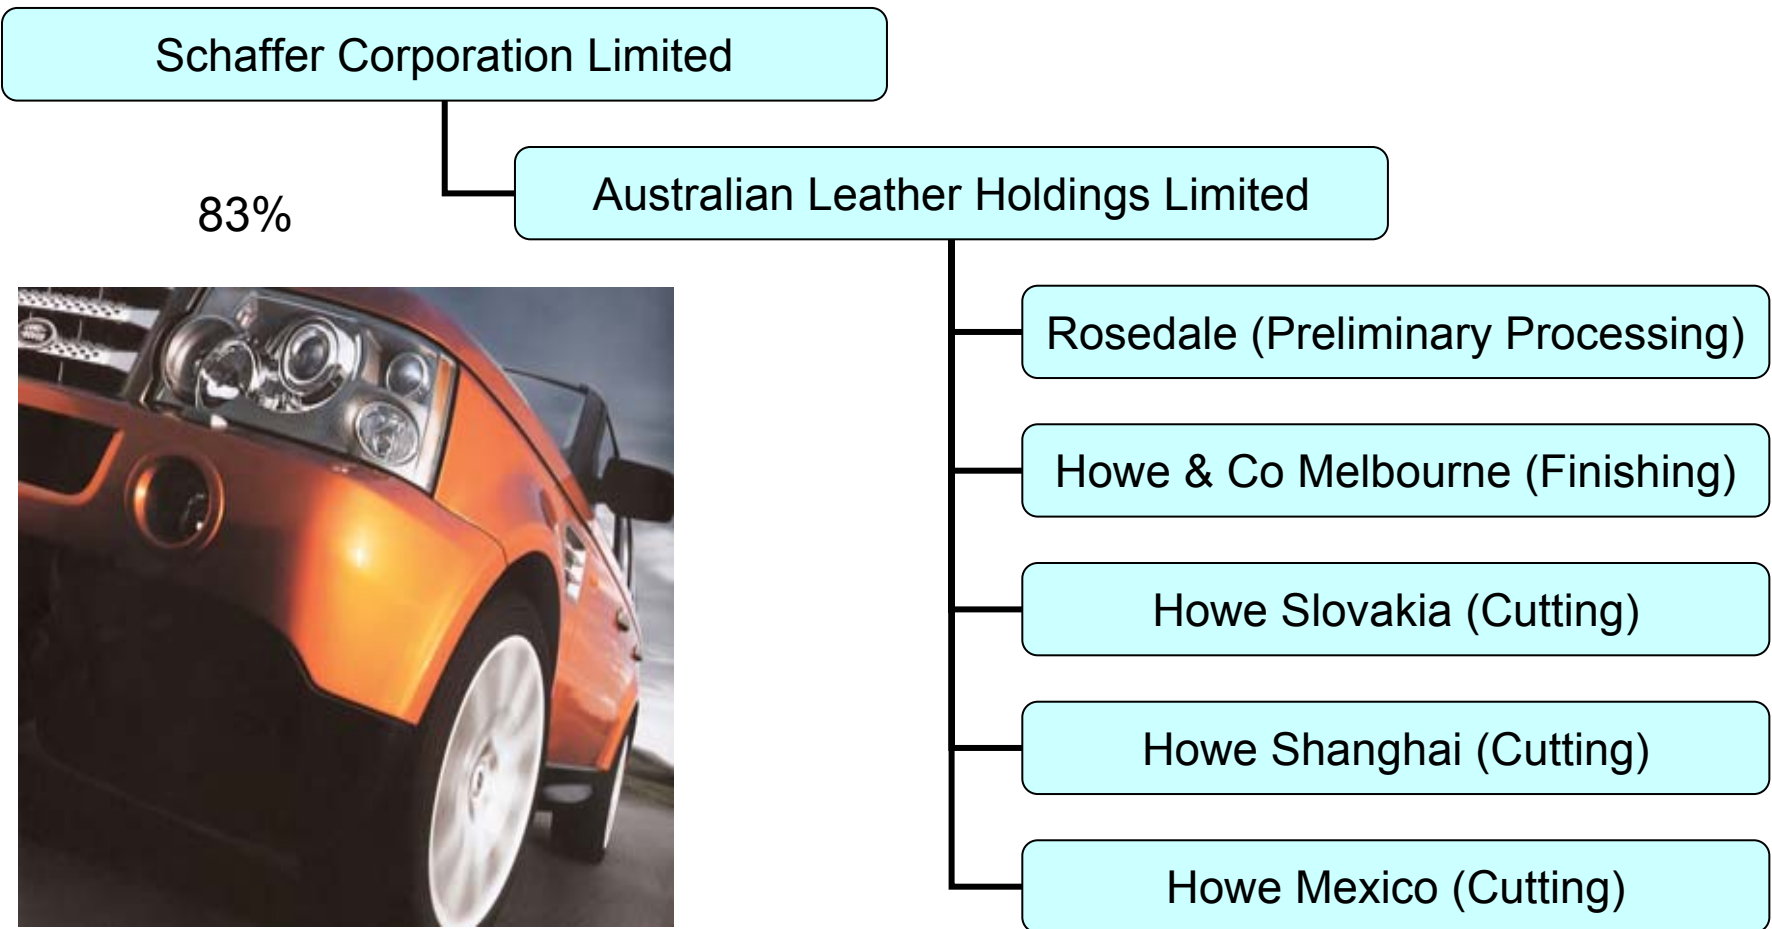 Schaffer Corporation Limited
Australian Leather Holdings Limited
83%
Rosedale (Preliminary Processing)
Howe & Co Melbourne (Finishing)
Howe Slovakia (Cutting)
Howe Shanghai (Cutting)
Howe Mexico (Cutting)